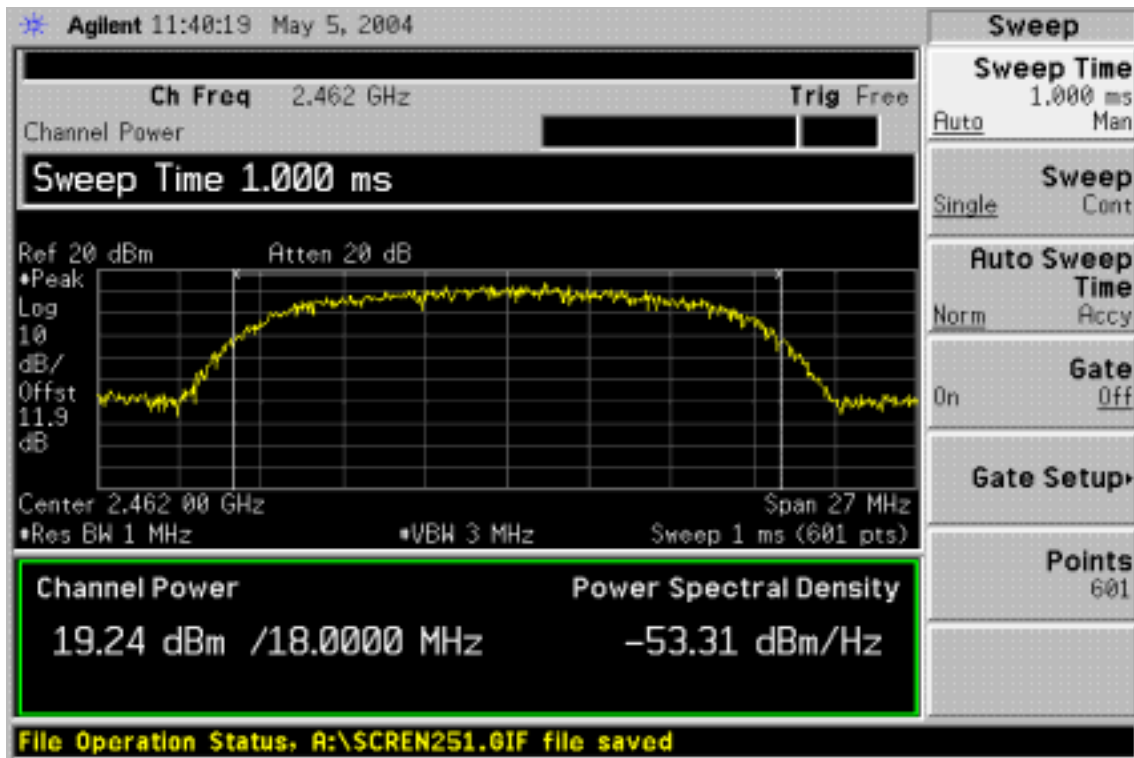 Agilent 11:40:19 May 5, 2004
Ch Freq 2.462 GHz Trig Free
Channel Power
Sweep Time 1.000 ms
Ref 20 dBm Atten 20 dB
•Peak
Log
10
dB/
Offst
11.9
dB
Center 2.462 00 GHz Span 27 MHz
•Res BW 1 MHz •VBW 3 MHz Sweep 1 ms (601 pts)
Channel Power Power Spectral Density
19.24 dBm /18.0000 MHz -53.31 dBm/Hz
File Operation Status, A:\SCREN251.GIF file saved
Sweep
Sweep Time
1.000 ms
Auto Man
Sweep
Single Cont
Auto Sweep
Time
Norm Accy
Gate
On Off
Gate Setup▸
Points
601